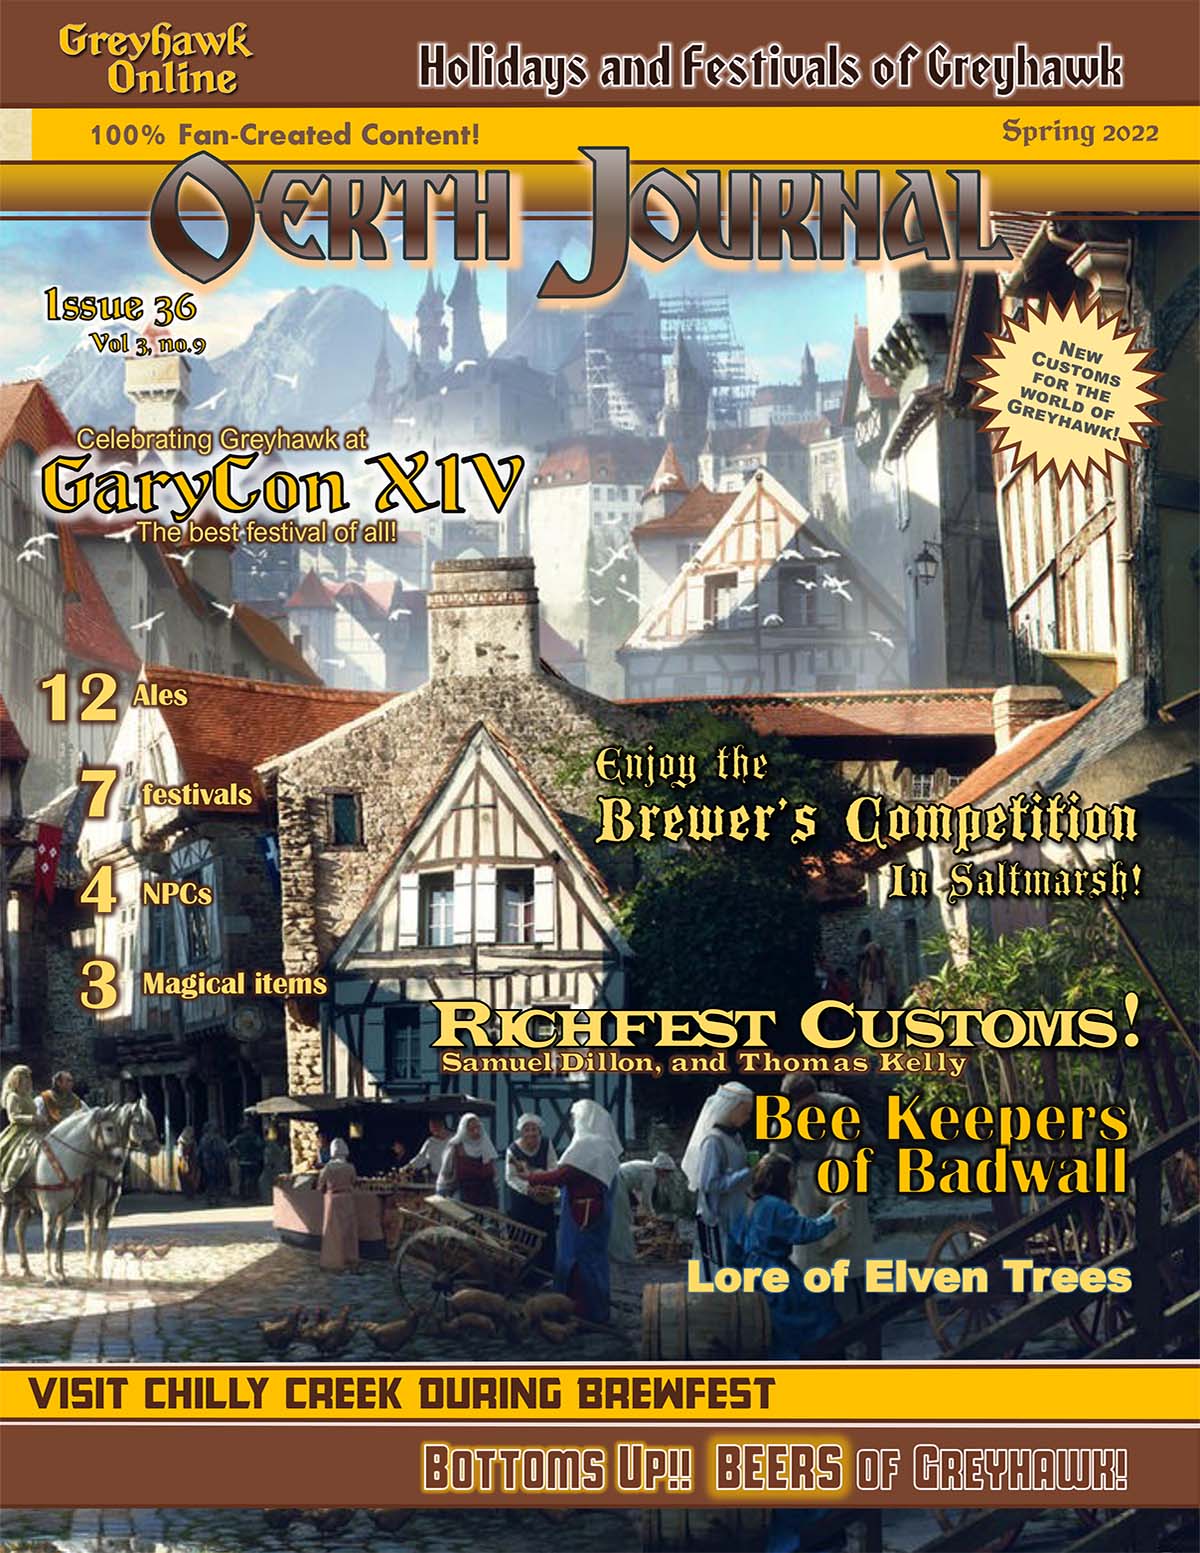 Greyhawk
Online
Holidays and Festivals of Greyhawk
100% Fan-Created Content!
Spring 2022
Oerth Journal
Issue 36
Vol 3, no.9
New
Customs
for the
world of
Greyhawk!
Celebrating Greyhawk at
GaryCon XIV
The best festival of all!
12 Ales
7 festivals
4 NPCs
3 Magical items
Enjoy the
Brewer's Competition
In Saltmarsh!
Richfest Customs!
Samuel Dillon, and Thomas Kelly
Bee Keepers
of Badwall
Lore of Elven Trees
VISIT CHILLY CREEK DURING BREWFEST
Bottoms Up!! BEERS of Greyhawk!